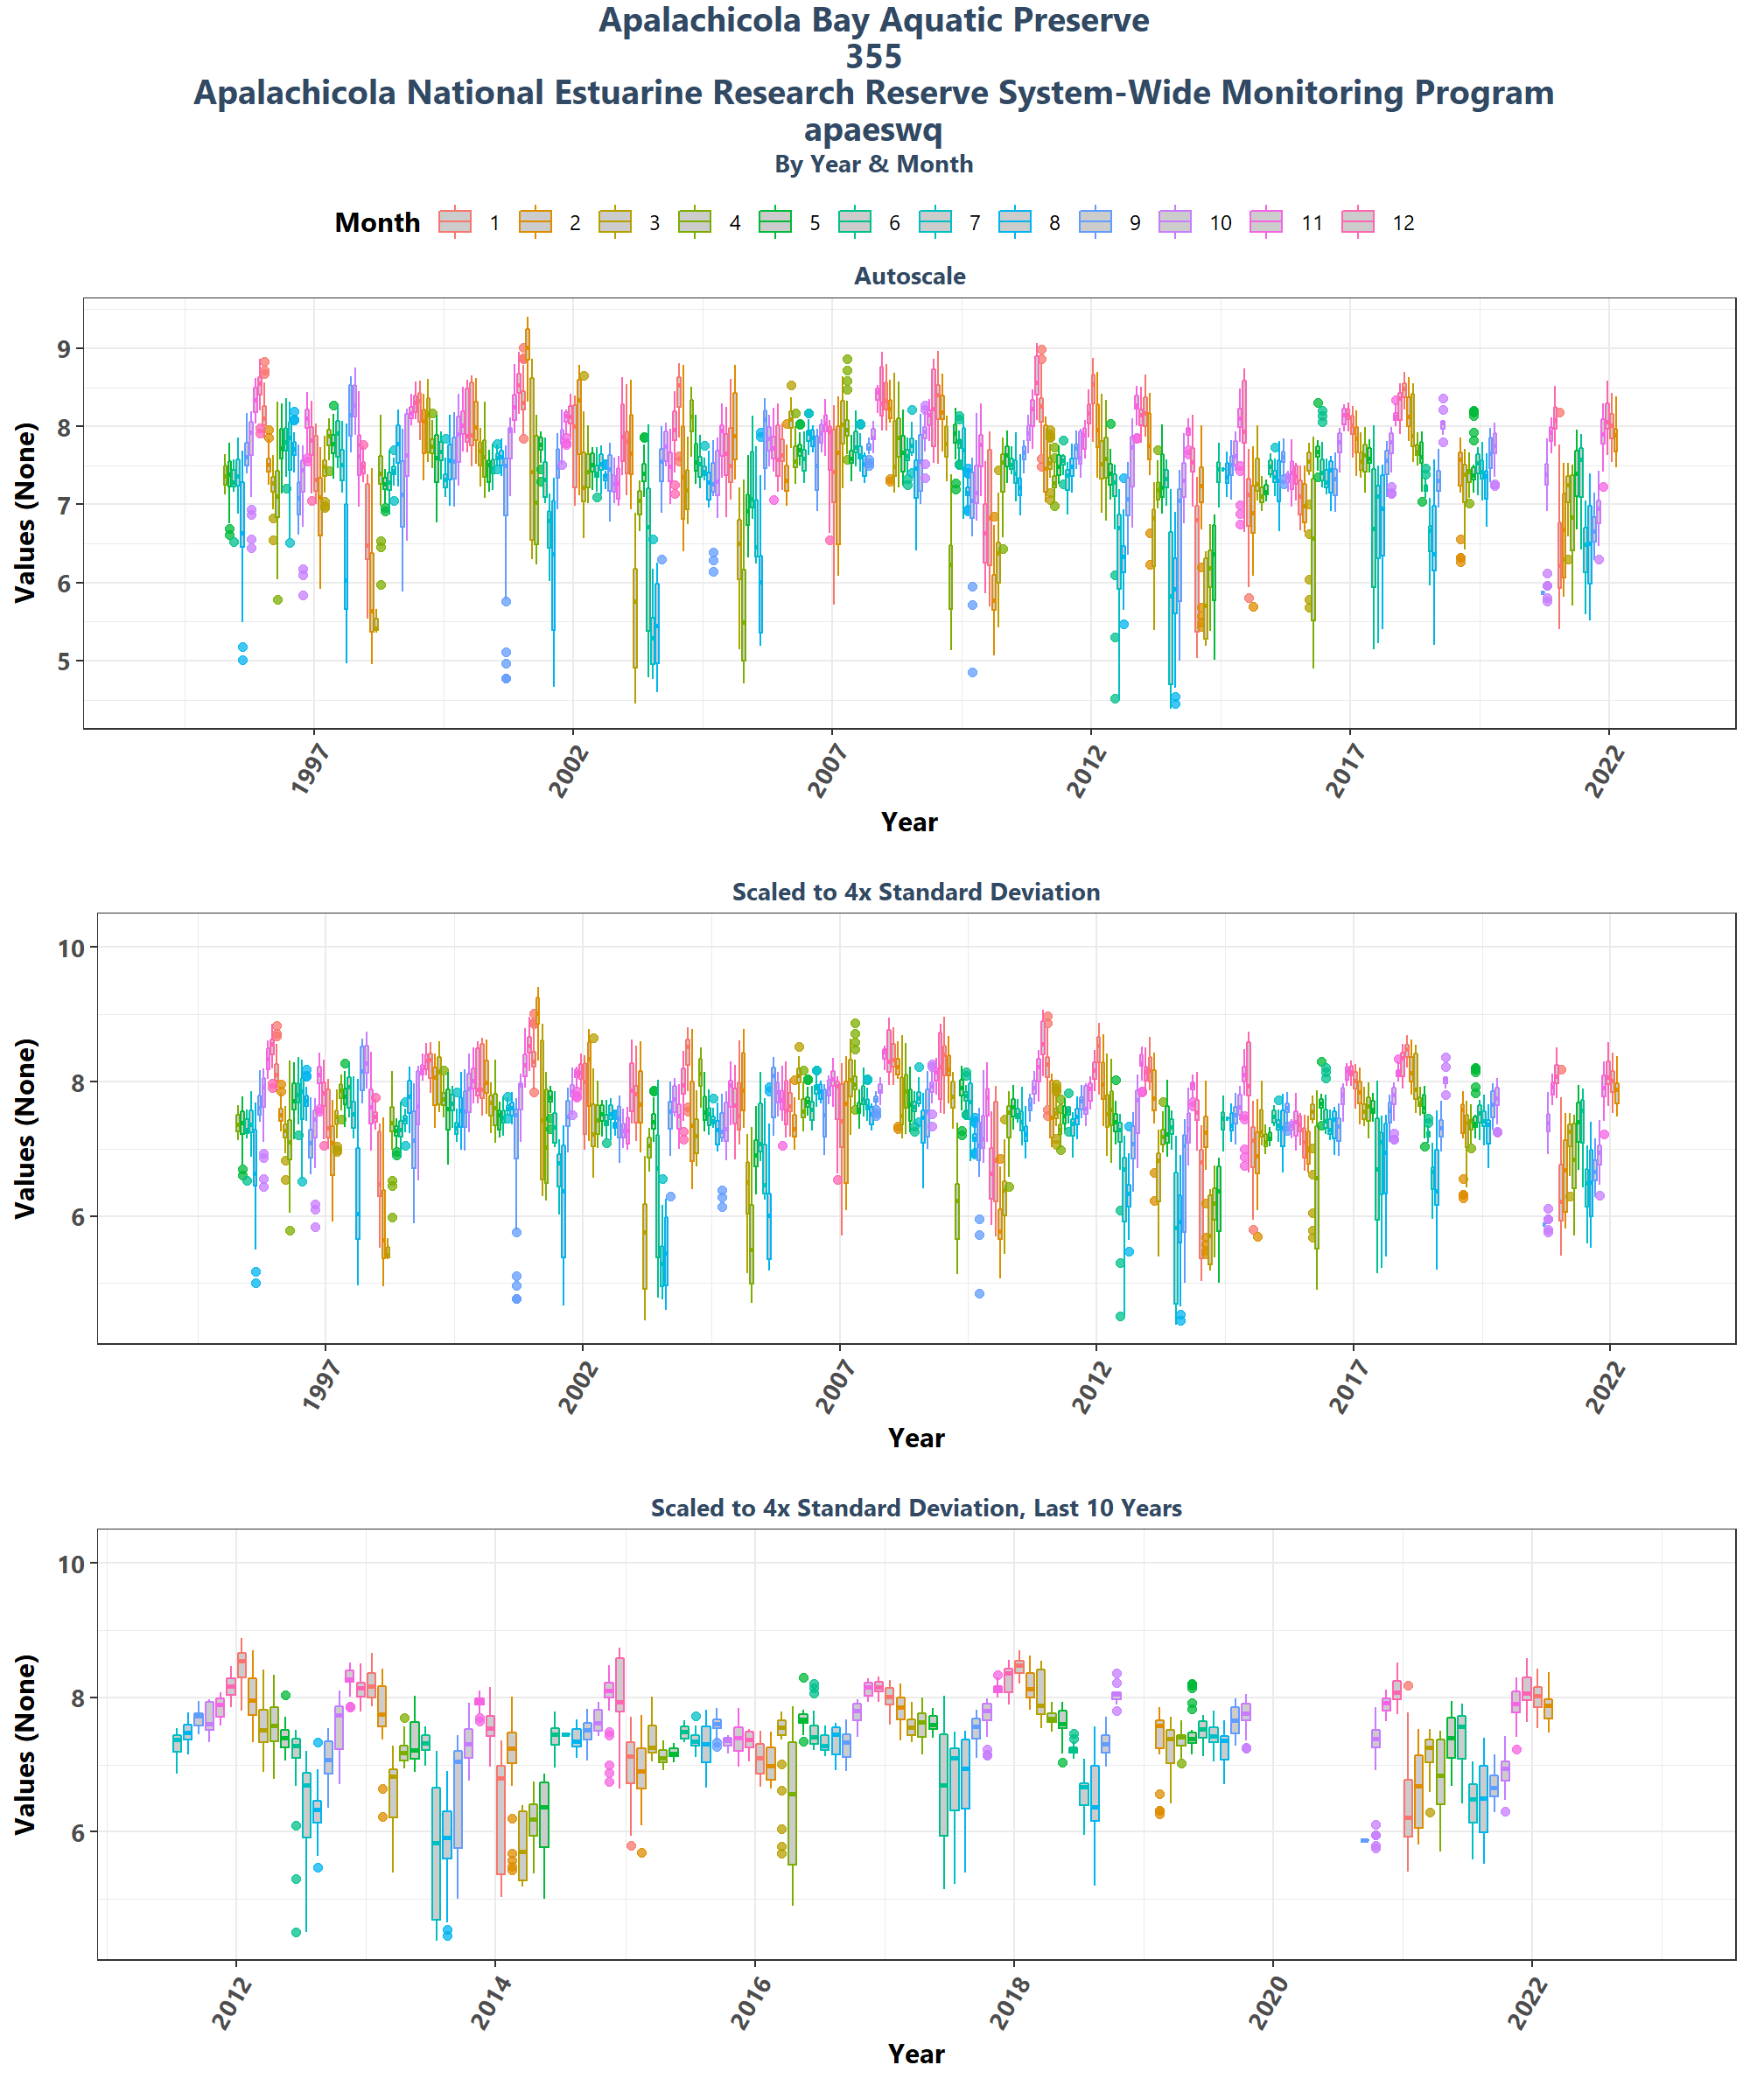 Apalachicola Bay Aquatic Preserve
355
Apalachicola National Estuarine Research Reserve System-Wide Monitoring Program
apaeswq
By Year & Month
Month 1 2 3 4 5 6 7 8 9 10 11 12
Autoscale
Values (None)
9
8
7
6
5
1997 2002 2007 2012 2017 2022
Year
Scaled to 4x Standard Deviation
Values (None)
10
8
6
1997 2002 2007 2012 2017 2022
Year
Scaled to 4x Standard Deviation, Last 10 Years
Values (None)
10
8
6
2012 2014 2016 2018 2020 2022
Year